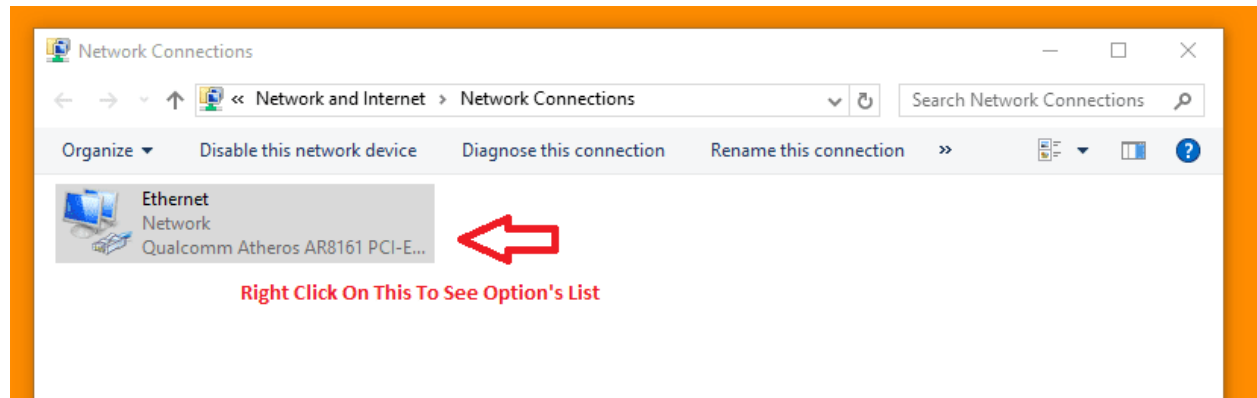 Network Connections
« Network and Internet › Network Connections
Search Network Connections
Organize Disable this network device Diagnose this connection Rename this connection »
Ethernet
Network
Qualcomm Atheros AR8161 PCI-E...
Right Click On This To See Option's List